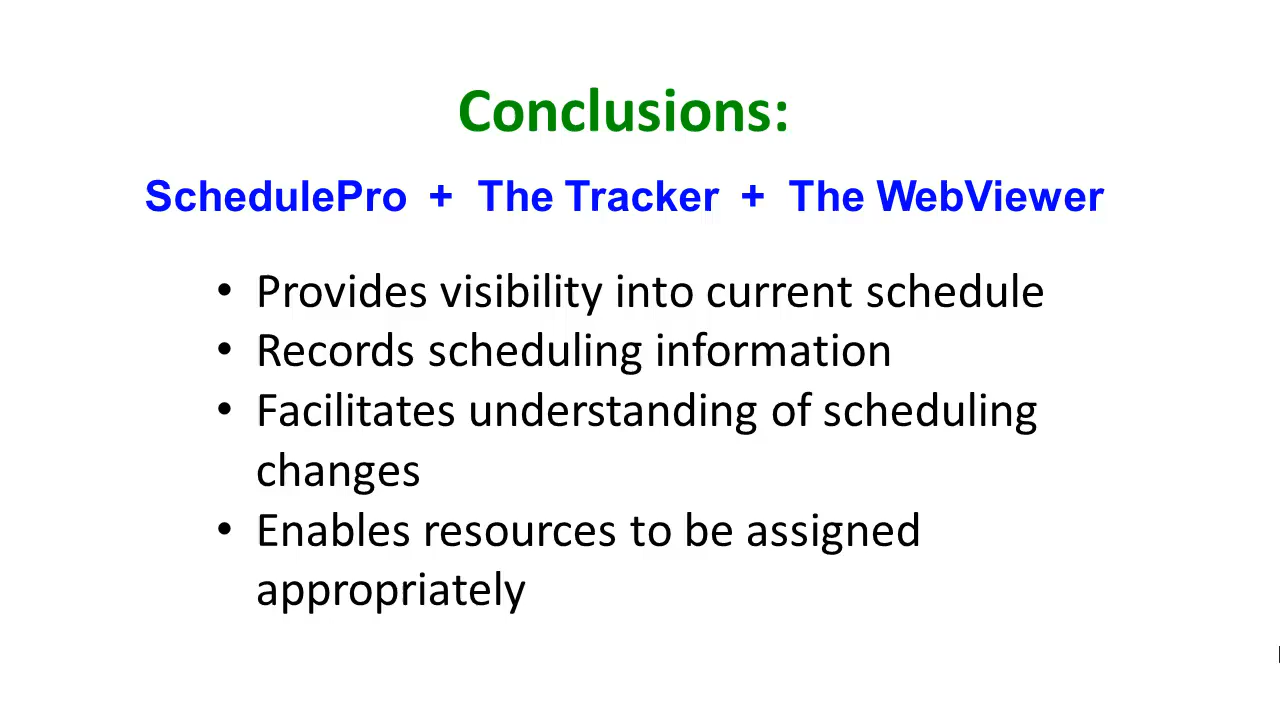 Conclusions:
SchedulePro + The Tracker + The WebViewer
• Provides visibility into current schedule
• Records scheduling information
• Facilitates understanding of scheduling
changes
• Enables resources to be assigned
appropriately